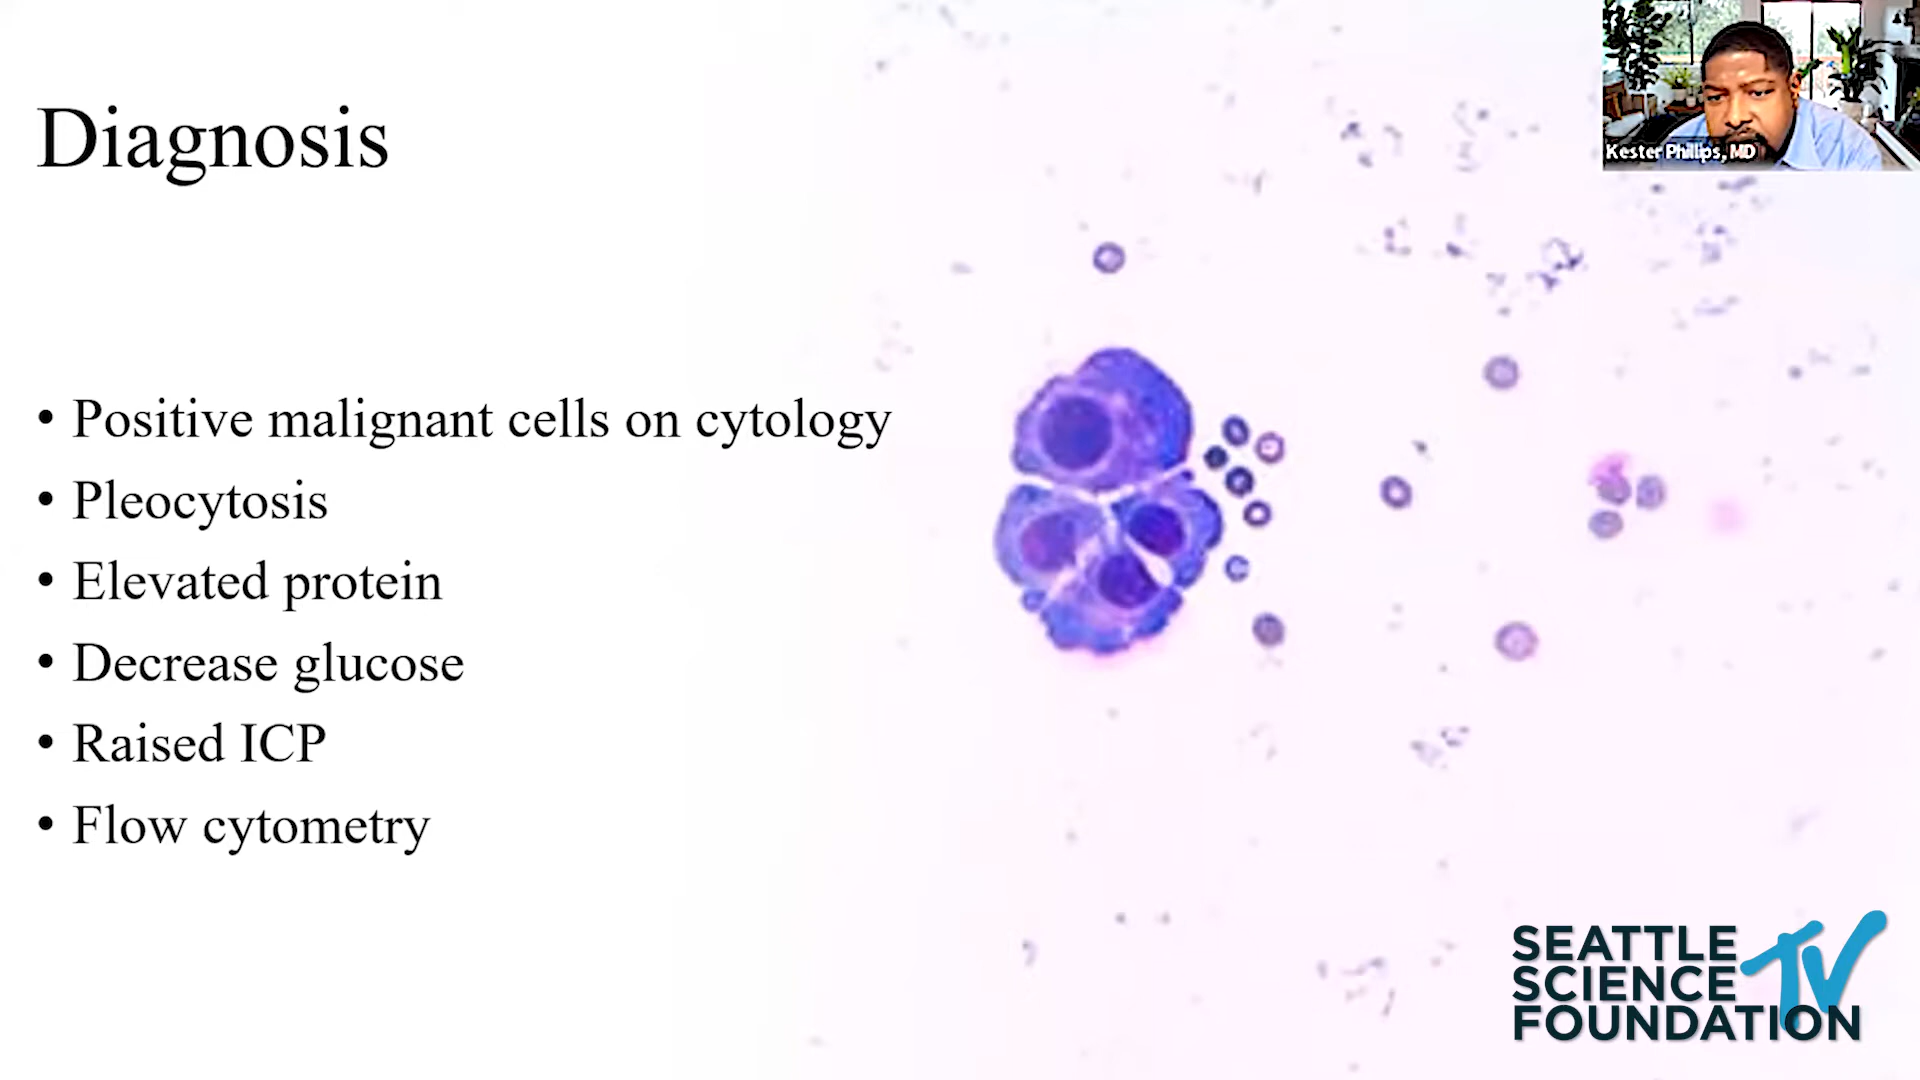 Diagnosis
• Positive malignant cells on cytology
• Pleocytosis
• Elevated protein
• Decrease glucose
• Raised ICP
• Flow cytometry
Kester Phillips, MD
SEATTLE
SCIENCE TV
FOUNDATION